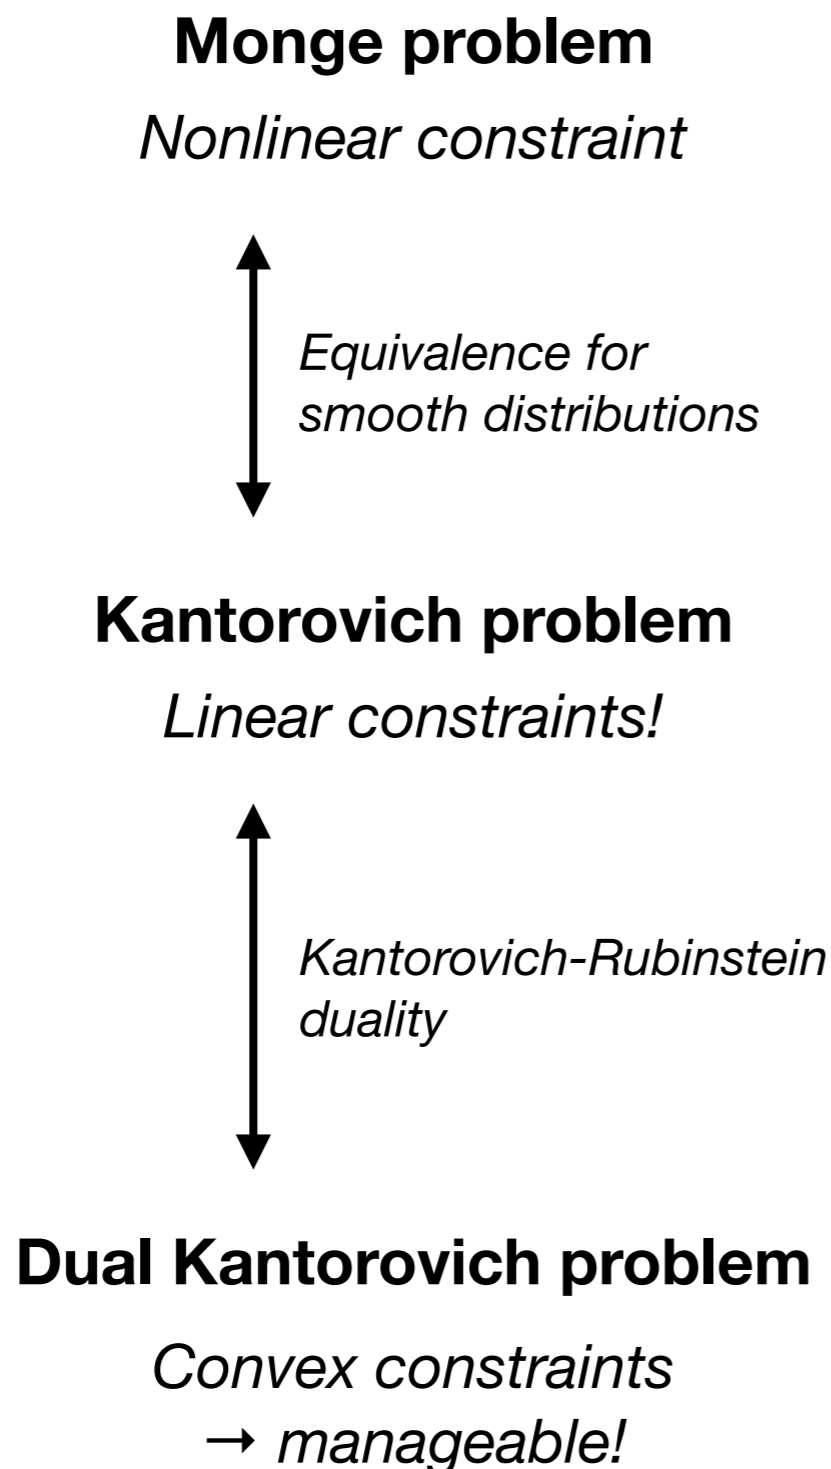 Monge problem
Nonlinear constraint
Equivalence for
smooth distributions
Kantorovich problem
Linear constraints!
Kantorovich-Rubinstein
duality
Dual Kantorovich problem
Convex constraints
→ manageable!